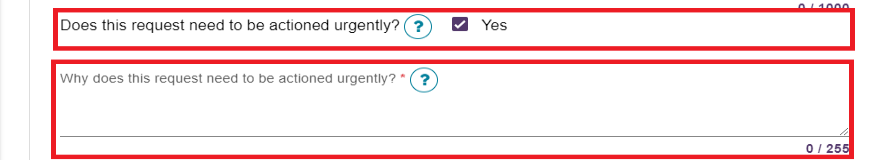 0 / 1000
Does this request need to be actioned urgently? ? Yes
Why does this request need to be actioned urgently? * ?
0 / 255